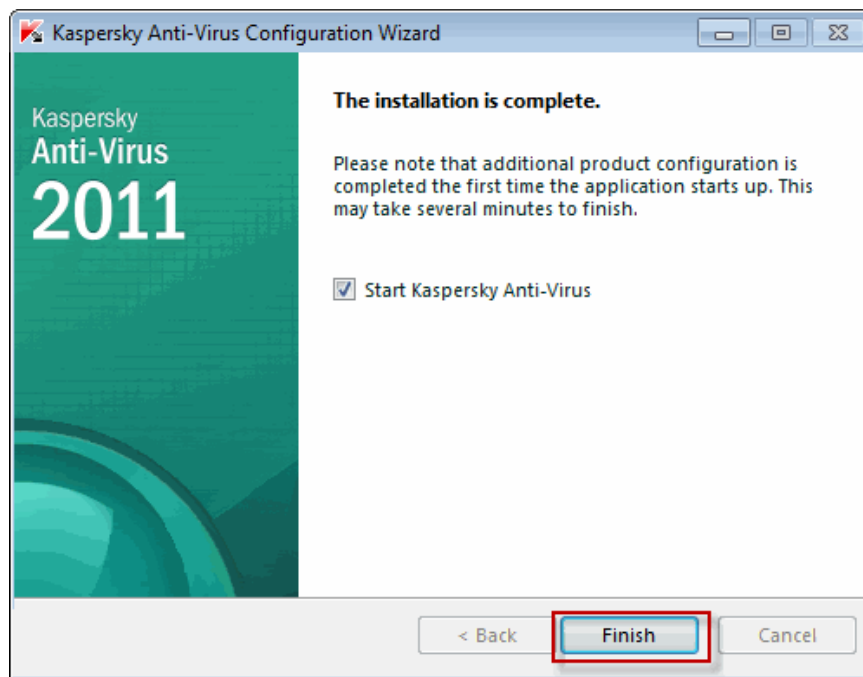 Kaspersky Anti-Virus Configuration Wizard
Kaspersky
Anti-Virus
2011
The installation is complete.
Please note that additional product configuration is
completed the first time the application starts up. This
may take several minutes to finish.
Start Kaspersky Anti-Virus
< Back
Finish
Cancel